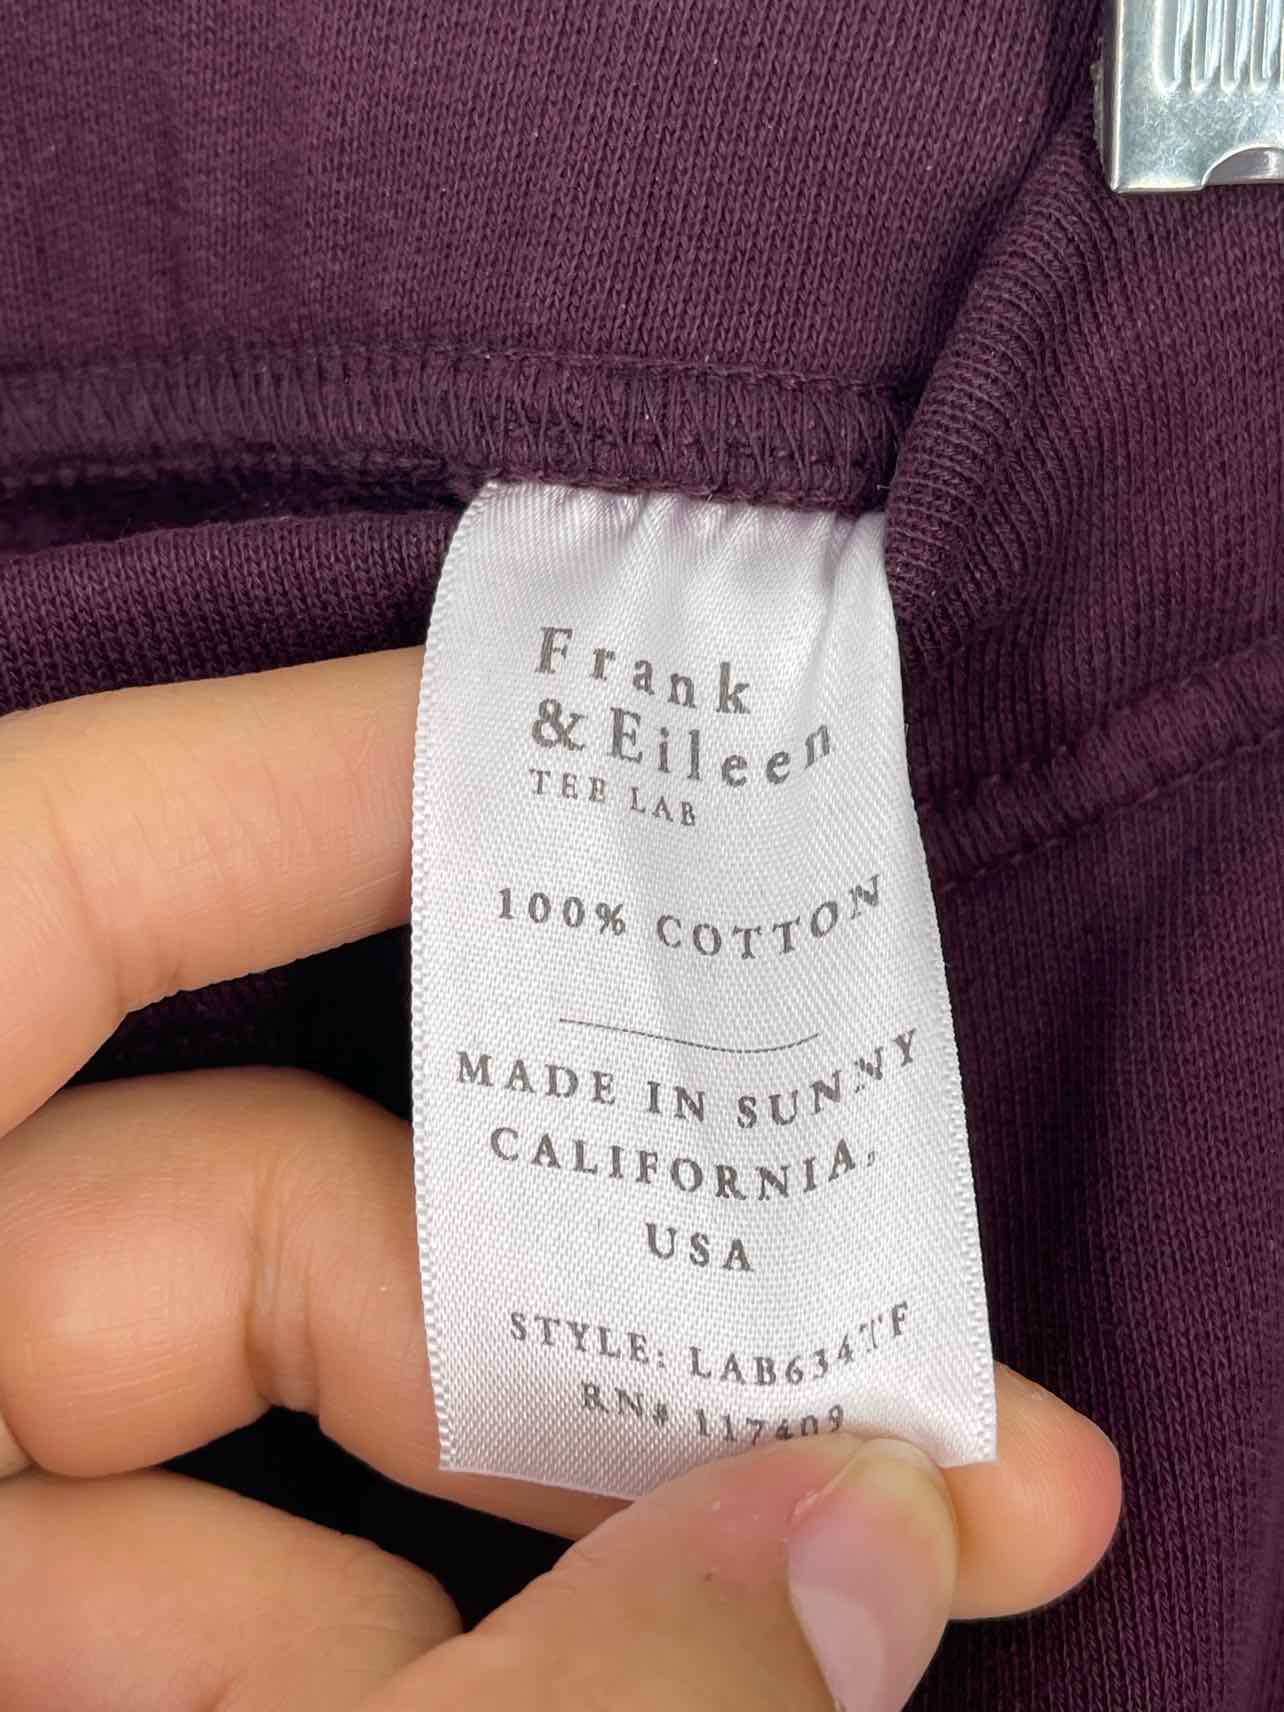 Frank
& Eileen
TEE LAB
100% COTTON
MADE IN SUNNY
CALIFORNIA,
USA
STYLE: LAB634TF
RN# 117409